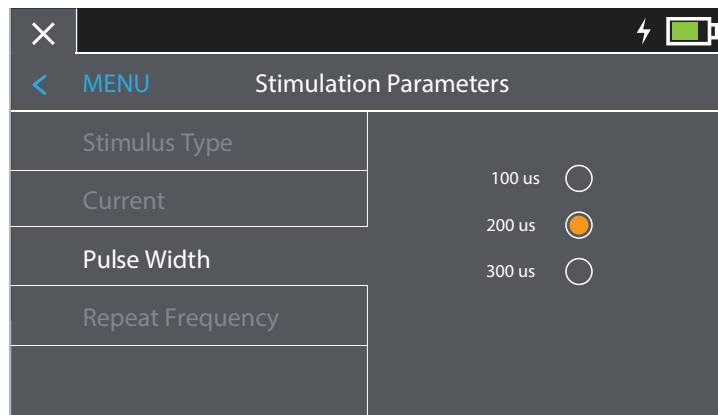 MENU
Stimulation Parameters
Stimulus Type
Current
Pulse Width
Repeat Frequency
100 us
200 us
300 us